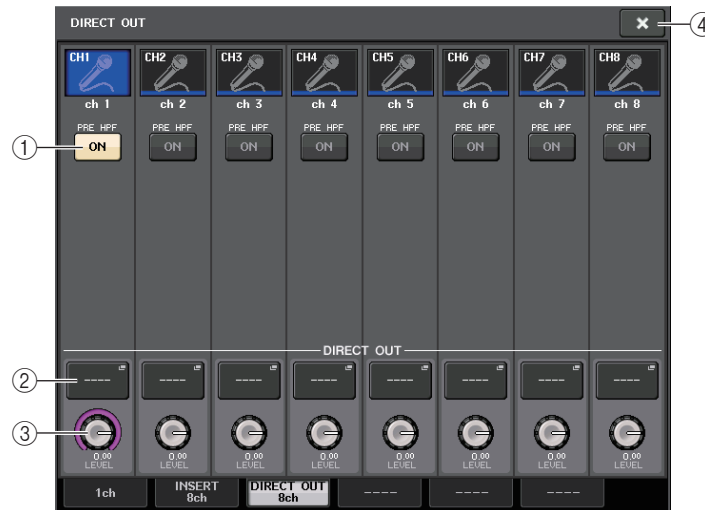 DIRECT OUT
4
CH1 CH2 CH3 CH4 CH5 CH6 CH7 CH8
ch 1 ch 2 ch 3 ch 4 ch 5 ch 6 ch 7 ch 8
PRE HPF PRE HPF PRE HPF PRE HPF PRE HPF PRE HPF PRE HPF PRE HPF
1 ON ON ON ON ON ON ON ON
DIRECT OUT
2 ---- ---- ---- ---- ---- ---- ---- ----
3
0.00 0.00 0.00 0.00 0.00 0.00 0.00 0.00
LEVEL LEVEL LEVEL LEVEL LEVEL LEVEL LEVEL LEVEL
1ch INSERT 8ch DIRECT OUT 8ch ---- ---- ----